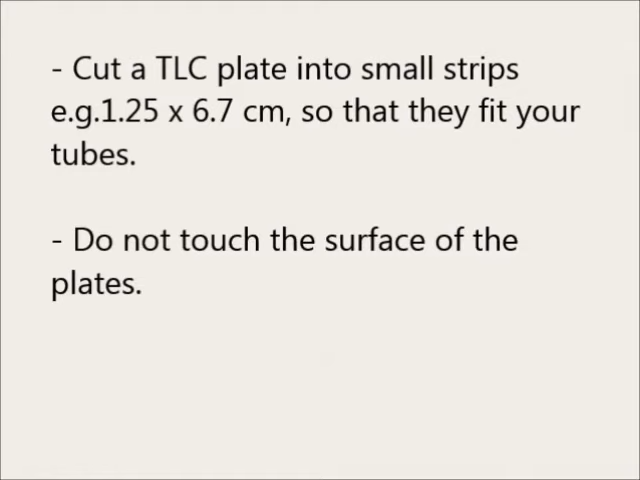 - Cut a TLC plate into small strips
e.g.1.25 x 6.7 cm, so that they fit your
tubes.
- Do not touch the surface of the
plates.